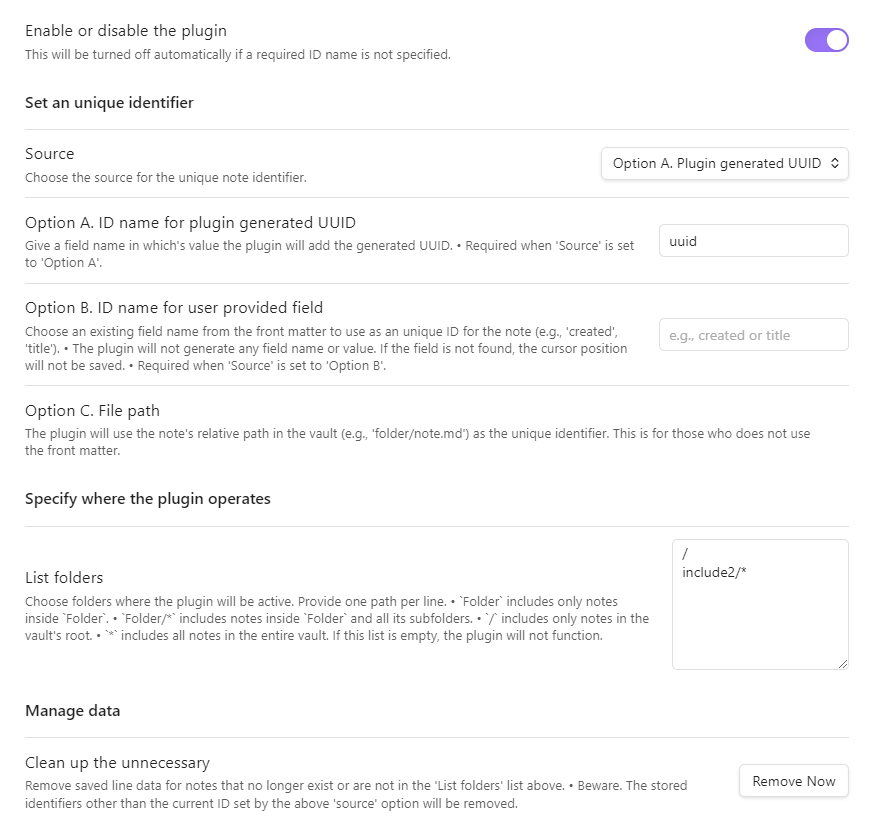 Enable or disable the plugin
This will be turned off automatically if a required ID name is not specified.
Set an unique identifier
Source
Choose the source for the unique note identifier.
Option A. Plugin generated UUID
Option A. ID name for plugin generated UUID
Give a field name in which's value the plugin will add the generated UUID. • Required when 'Source' is set
to 'Option A'.
uuid
Option B. ID name for user provided field
Choose an existing field name from the front matter to use as an unique ID for the note (e.g., 'created',
'title'). • The plugin will not generate any field name or value. If the field is not found, the cursor position
will not be saved. • Required when 'Source' is set to 'Option B'.
e.g., created or title
Option C. File path
The plugin will use the note's relative path in the vault (e.g., 'folder/note.md') as the unique identifier. This is for those who does not use
the front matter.
Specify where the plugin operates
List folders
Choose folders where the plugin will be active. Provide one path per line. • `Folder` includes only notes
inside `Folder`. • `Folder/*` includes notes inside `Folder` and all its subfolders. • `/` includes only notes in the
vault's root. • `*` includes all notes in the entire vault. If this list is empty, the plugin will not function.
/
include2/*
Manage data
Clean up the unnecessary
Remove saved line data for notes that no longer exist or are not in the 'List folders' list above. • Beware. The stored
identifiers other than the current ID set by the above 'source' option will be removed.
Remove Now